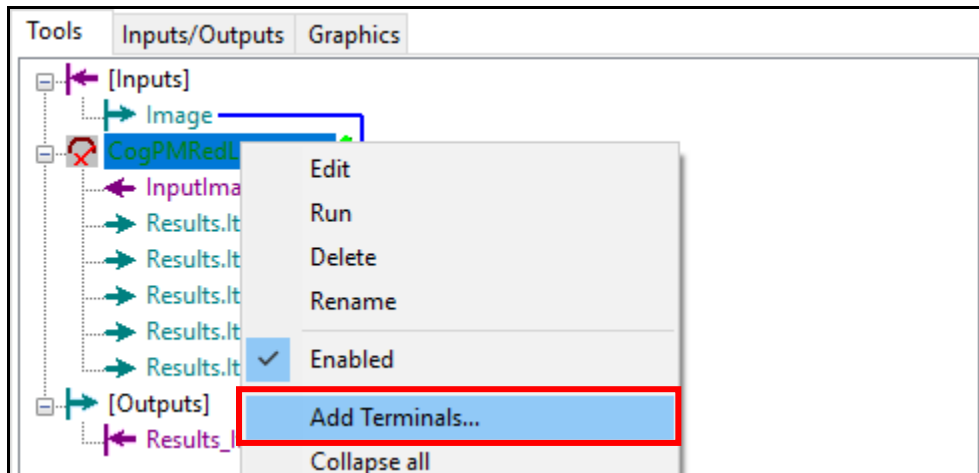 Tools Inputs/Outputs Graphics
[Inputs]
Image
CogPMRedL
Edit
InputIma
Run
Results.It
Delete
Results.It
Rename
Results.It
Results.It
Enabled
Results.It
[Outputs]
Add Terminals...
Results_I
Collapse all